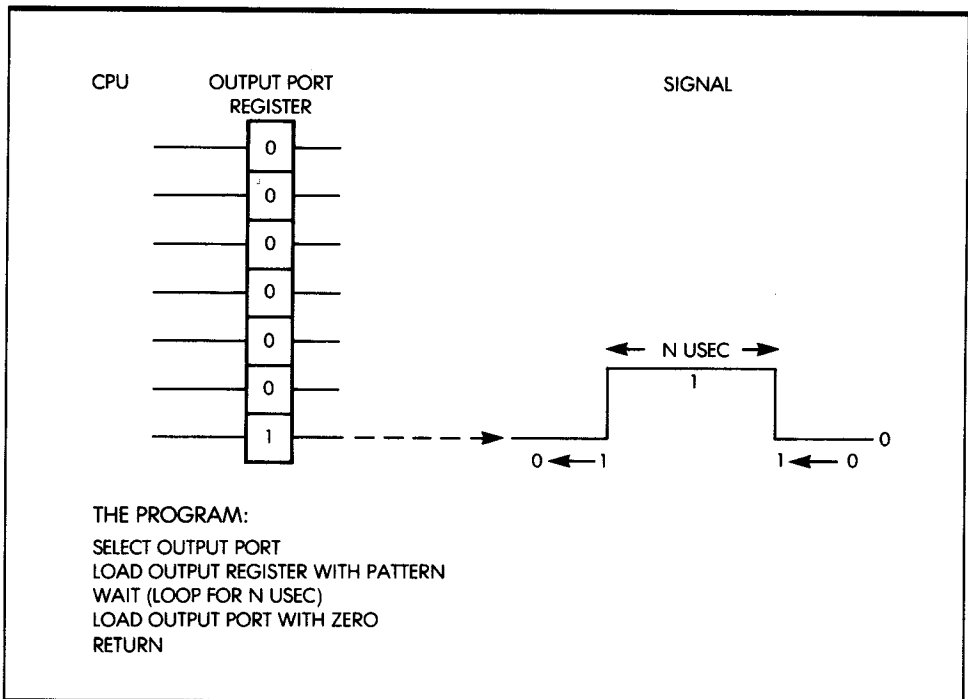 CPU
OUTPUT PORT
REGISTER
SIGNAL
0
0
0
0
0
0
1
N USEC
1
0
0 ← 1
1 ← 0
THE PROGRAM:
SELECT OUTPUT PORT
LOAD OUTPUT REGISTER WITH PATTERN
WAIT (LOOP FOR N USEC)
LOAD OUTPUT PORT WITH ZERO
RETURN